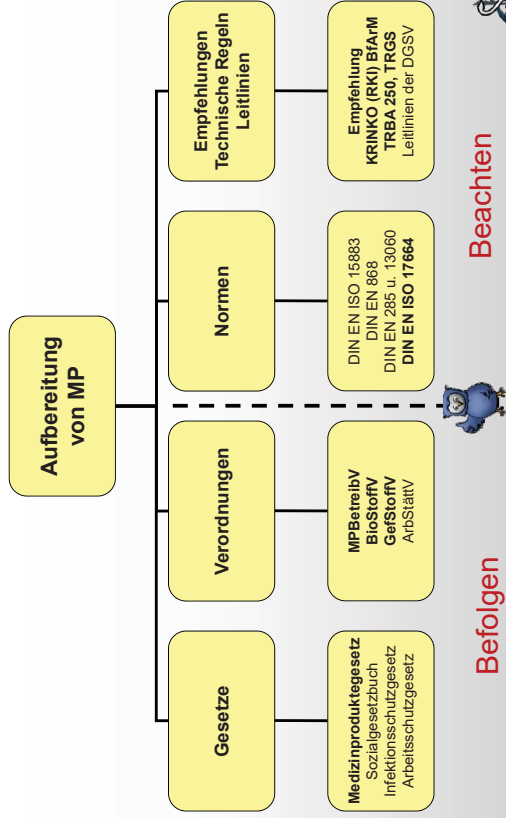 Aufbereitung
von MP
Gesetze
Verordnungen
Normen
Empfehlungen
Technische Regeln
Leitlinien
Medizinproduktegesetz
Sozialgesetzbuch
Infektionsschutzgesetz
Arbeitsschutzgesetz
MPBetreibV
BioStoffV
GefStoffV
ArbStättV
DIN EN ISO 15883
DIN EN 868
DIN EN 285 u. 13060
DIN EN ISO 17664
Empfehlung
KRINKO (RKI) BfArM
TRBA 250, TRGS
Leitlinien der DGSV
Befolgen
Beachten